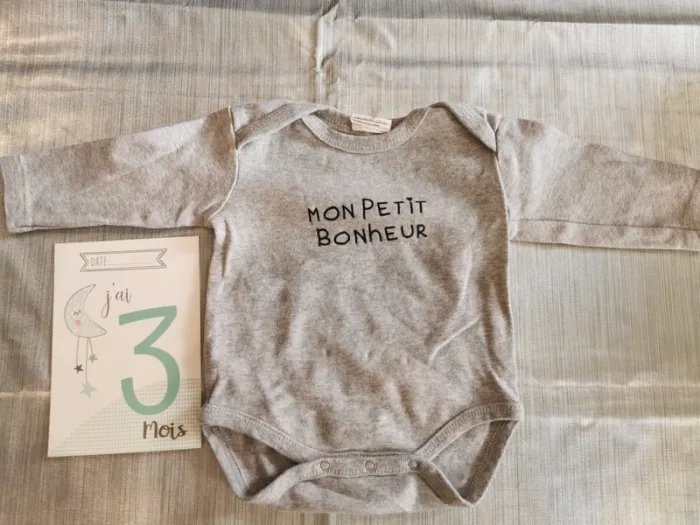 MON PETIT
BONHEUR
DATE
j'ai
3
Mois